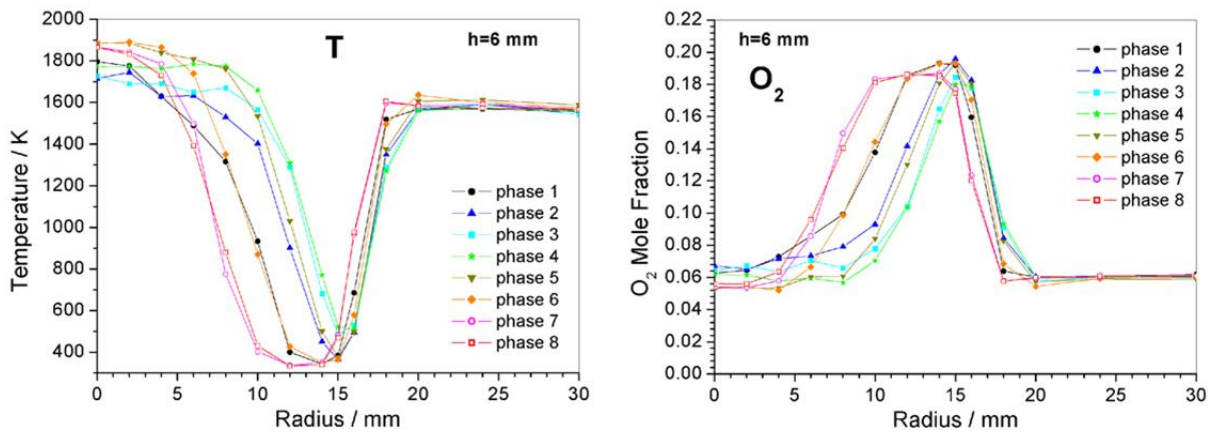 T
h=6 mm
Temperature / K
2000
1800
1600
1400
1200
1000
800
600
400
phase 1
phase 2
phase 3
phase 4
phase 5
phase 6
phase 7
phase 8
0 5 10 15 20 25 30
Radius / mm
h=6 mm
O₂
O₂ Mole Fraction
0.22
0.20
0.18
0.16
0.14
0.12
0.10
0.08
0.06
0.04
0.02
0.00
phase 1
phase 2
phase 3
phase 4
phase 5
phase 6
phase 7
phase 8
0 5 10 15 20 25 30
Radius / mm